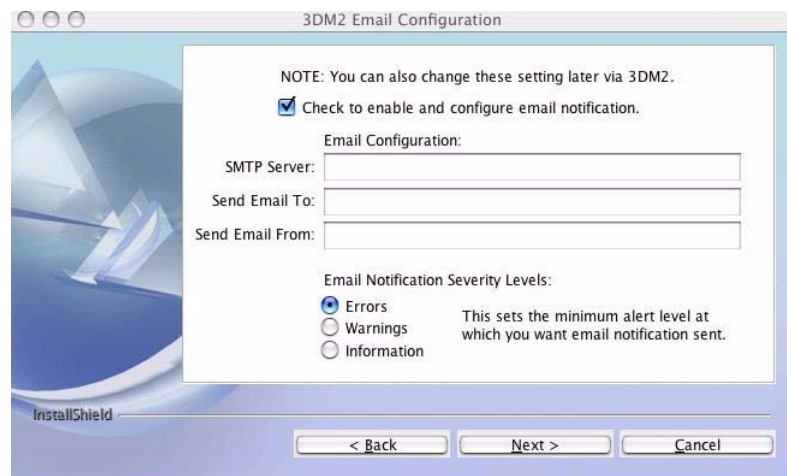 3DM2 Email Configuration
NOTE: You can also change these setting later via 3DM2.
Check to enable and configure email notification.
Email Configuration:
SMTP Server:
Send Email To:
Send Email From:
Email Notification Severity Levels:
Errors
Warnings
Information
This sets the minimum alert level at
which you want email notification sent.
InstallShield
< Back
Next >
Cancel